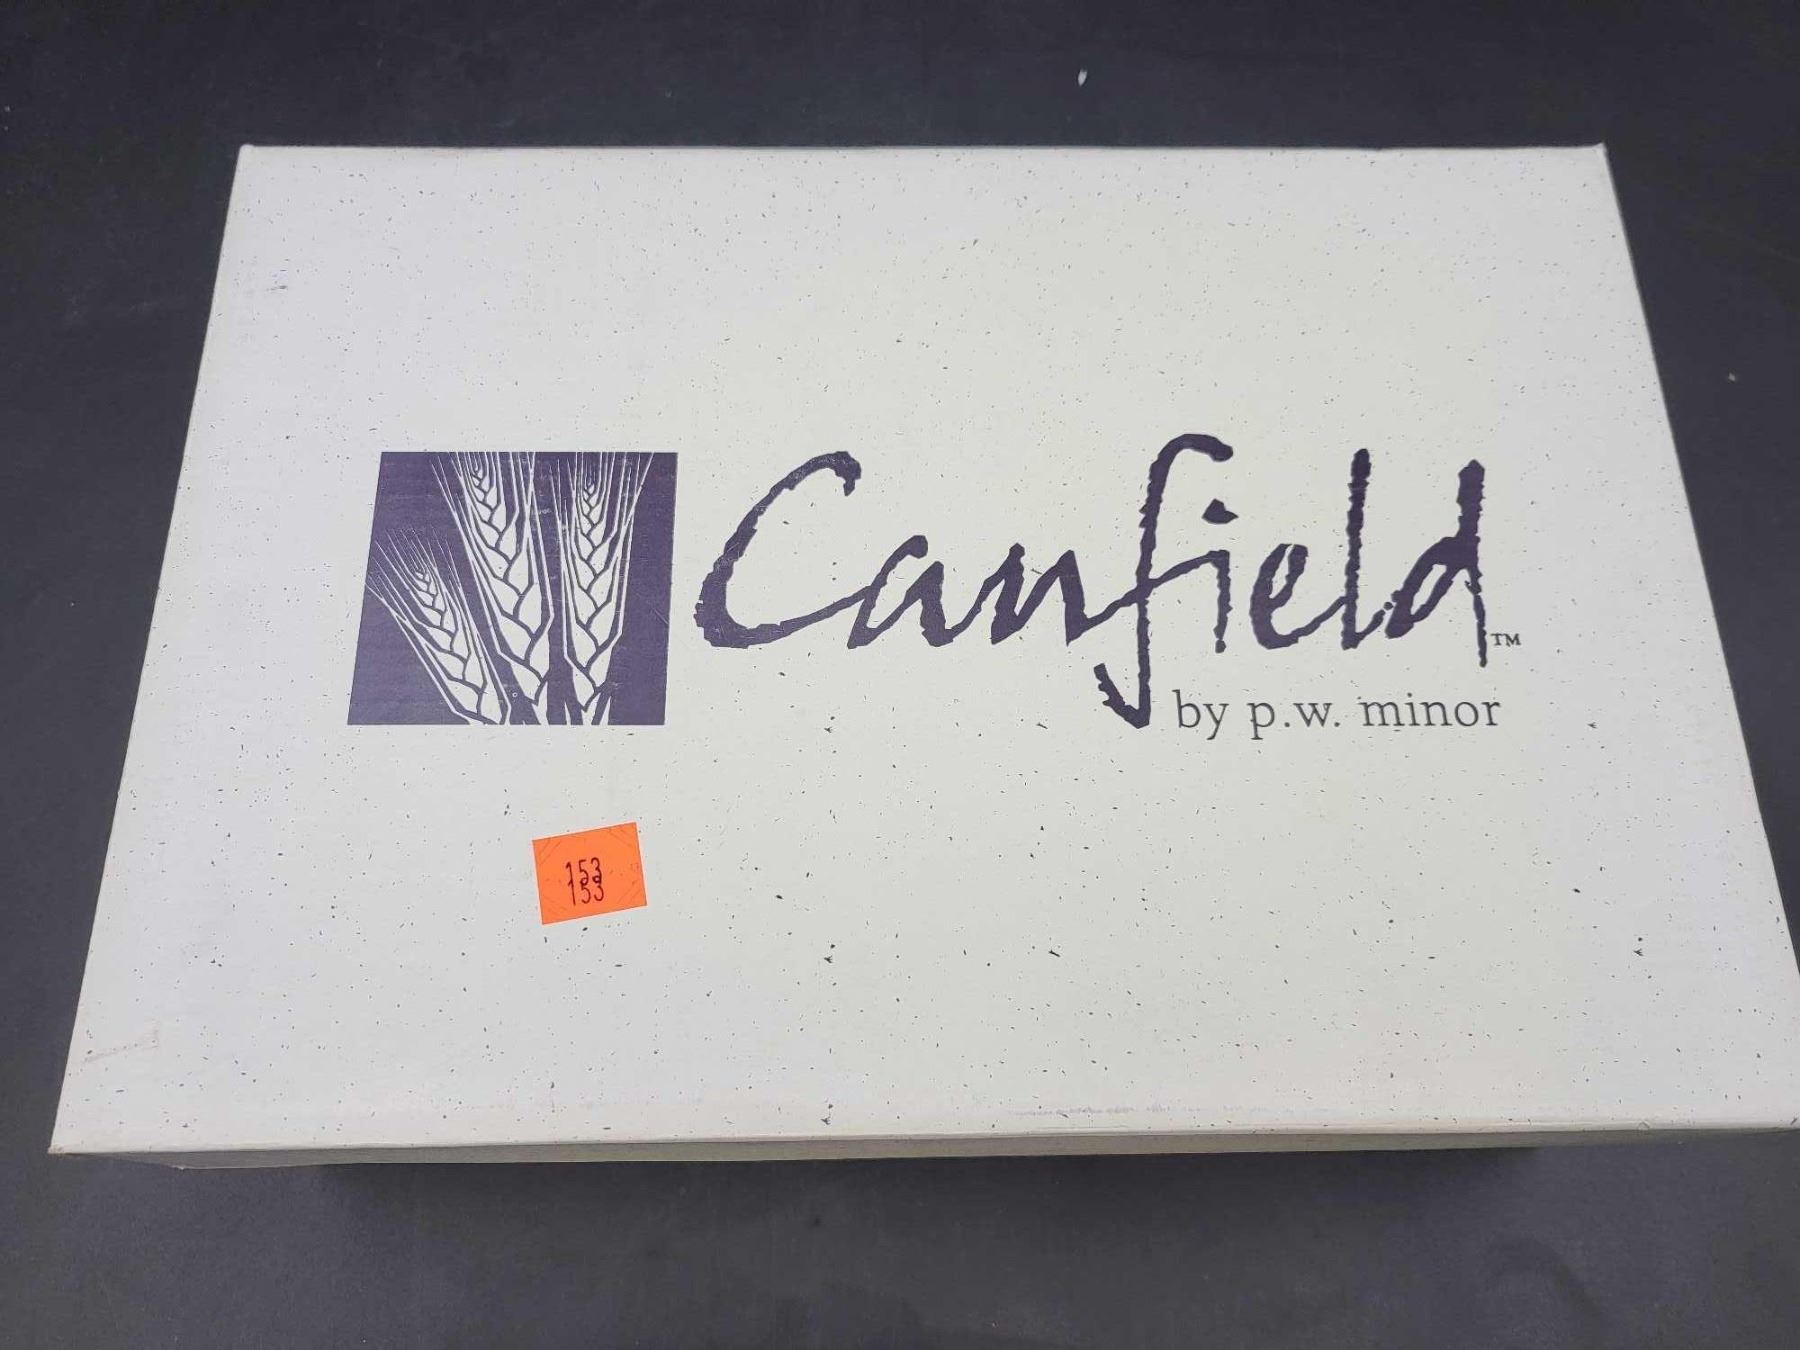 Canfield™
by p.w. minor
153
153